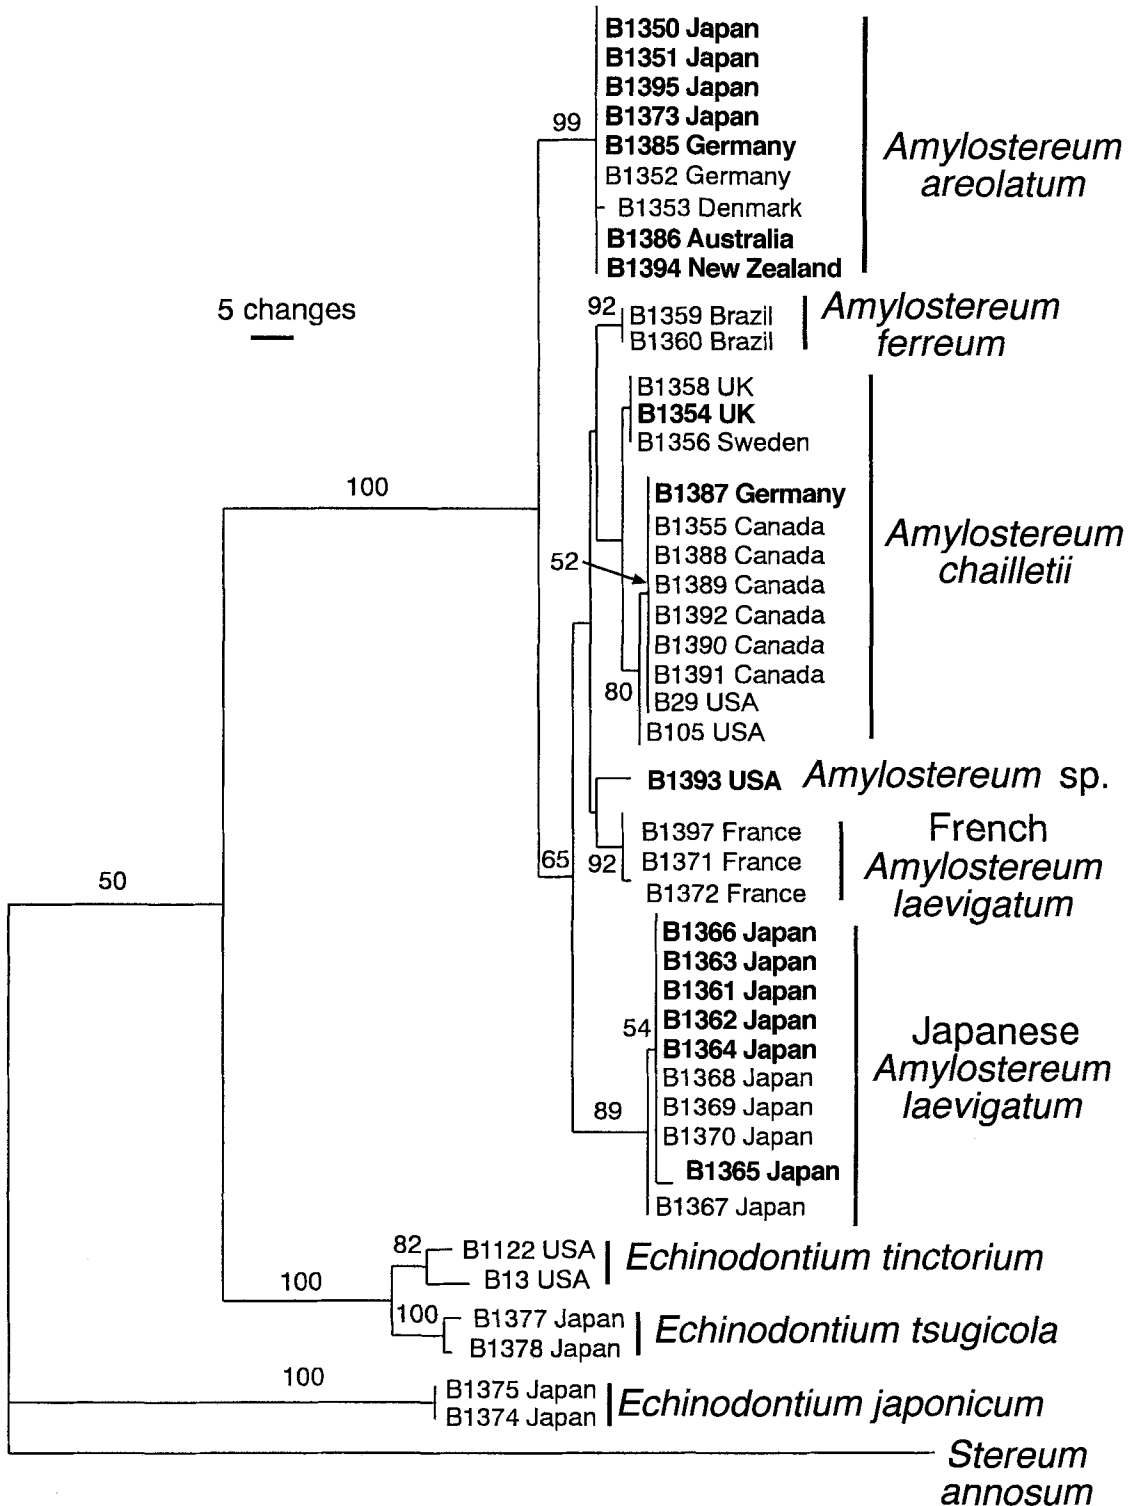 B1350 Japan
B1351 Japan
B1395 Japan
B1373 Japan
99
B1385 Germany
Amylostereum
B1352 Germany
areolatum
B1353 Denmark
B1386 Australia
B1394 New Zealand
5 changes
92
B1359 Brazil
Amylostereum
B1360 Brazil
ferreum
B1358 UK
B1354 UK
B1356 Sweden
100
B1387 Germany
B1355 Canada
Amylostereum
B1388 Canada
52
chailletii
B1389 Canada
B1392 Canada
B1390 Canada
B1391 Canada
80
B29 USA
B105 USA
B1393 USA
Amylostereum sp.
B1397 France
French
65
92
B1371 France
Amylostereum
50
B1372 France
laevigatum
B1366 Japan
B1363 Japan
B1361 Japan
54
B1362 Japan
Japanese
B1364 Japan
Amylostereum
B1368 Japan
laevigatum
89
B1369 Japan
B1370 Japan
B1365 Japan
B1367 Japan
82
B1122 USA
Echinodontium tinctorium
B13 USA
100
100
B1377 Japan
Echinodontium tsugicola
B1378 Japan
100
B1375 Japan
Echinodontium japonicum
B1374 Japan
Stereum
annosum